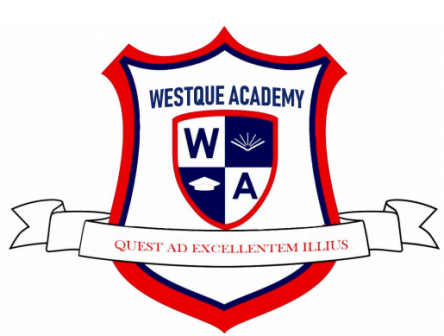 WESTQUE ACADEMY
W
A
QUEST AD EXCELLENTEM ILLIUS